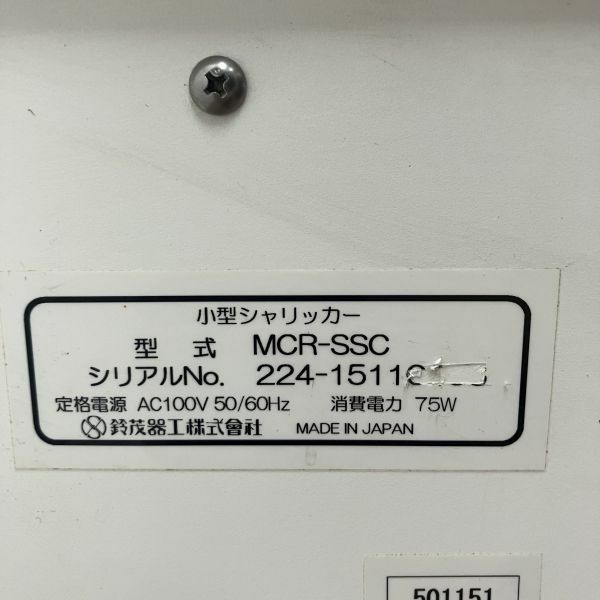 小型シャリッカー
型式 MCR-SSC
シリアルNo. 224-15118
定格電源 AC100V 50/60Hz 消費電力 75W
鈴茂器工株式會社 MADE IN JAPAN
501151